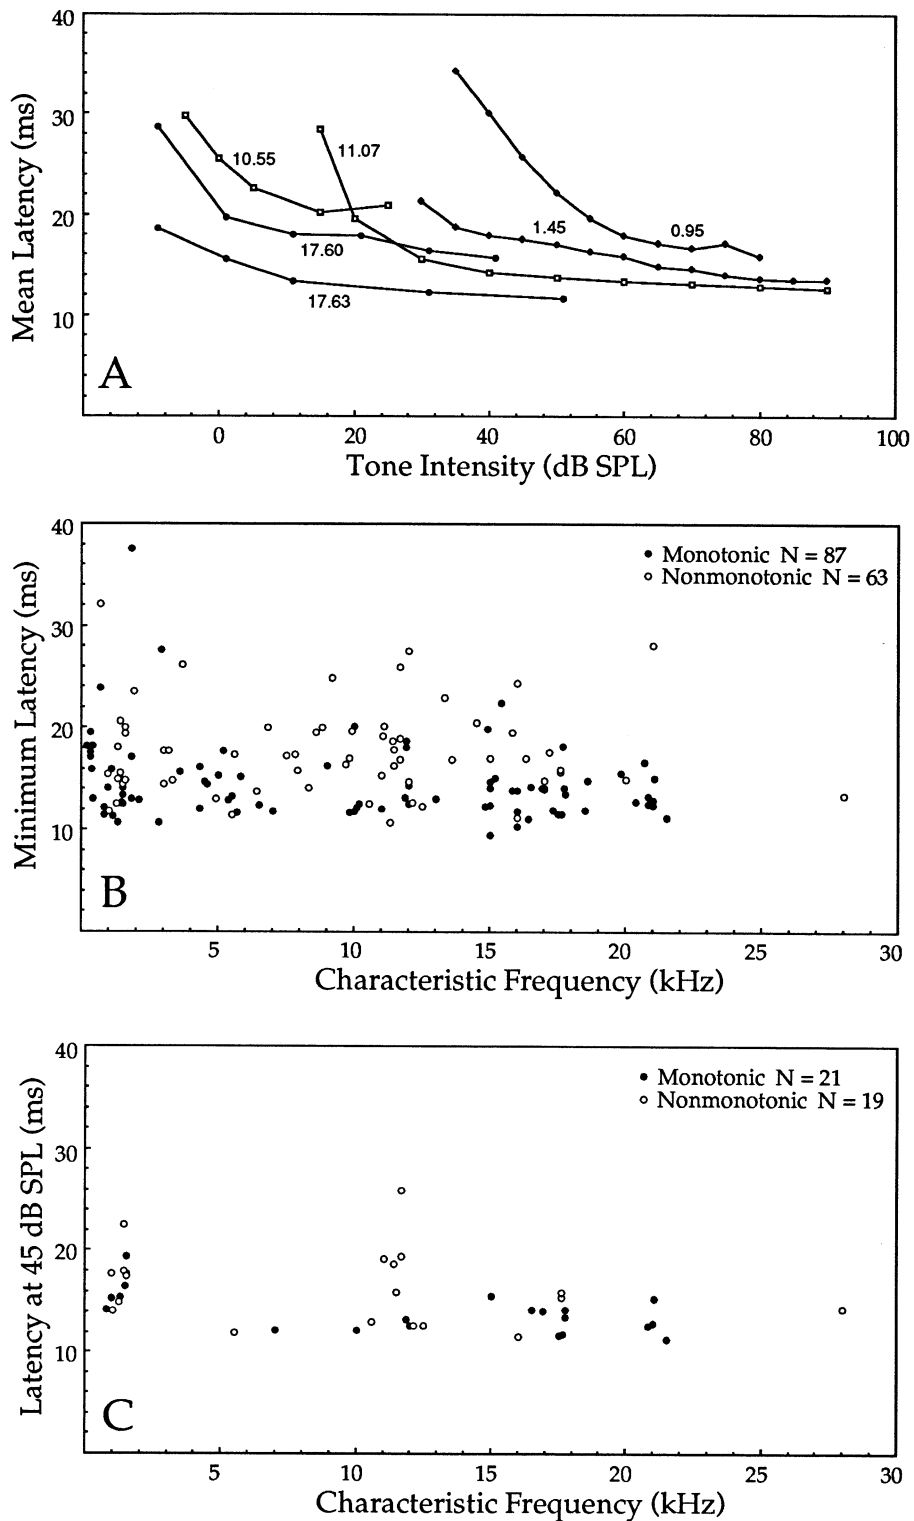 40
30
20
10
Mean Latency (ms)
10.55
11.07
17.60
17.63
1.45
0.95
A
0 20 40 60 80 100
Tone Intensity (dB SPL)
40
30
20
10
Minimum Latency (ms)
Monotonic N = 87
Nonmonotonic N = 63
B
5 10 15 20 25 30
Characteristic Frequency (kHz)
40
30
20
10
Latency at 45 dB SPL (ms)
Monotonic N = 21
Nonmonotonic N = 19
C
5 10 15 20 25 30
Characteristic Frequency (kHz)